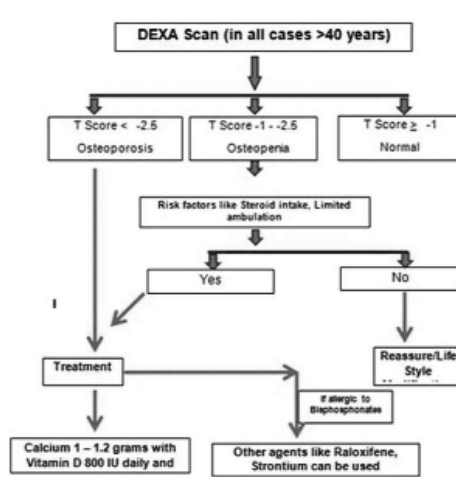 DEXA Scan (in all cases >40 years)
T Score < -2.5
Osteoporosis
T Score -1 - -2.5
Osteopenia
T Score ≥ -1
Normal
Risk factors like Steroid intake, Limited
ambulation
Yes
No
Treatment
Reassure/Life
Style
If allergic to
Bisphosphonates
Calcium 1 – 1.2 grams with
Vitamin D 800 IU daily and
Other agents like Raloxifene,
Strontium can be used